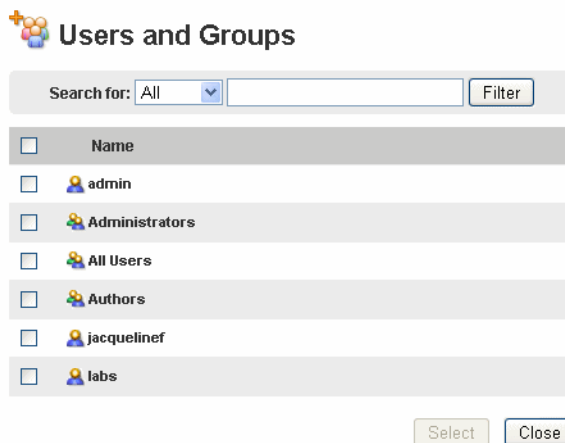 Users and Groups
Search for: All Filter
Name
admin
Administrators
All Users
Authors
jacquelinef
labs
Select Close